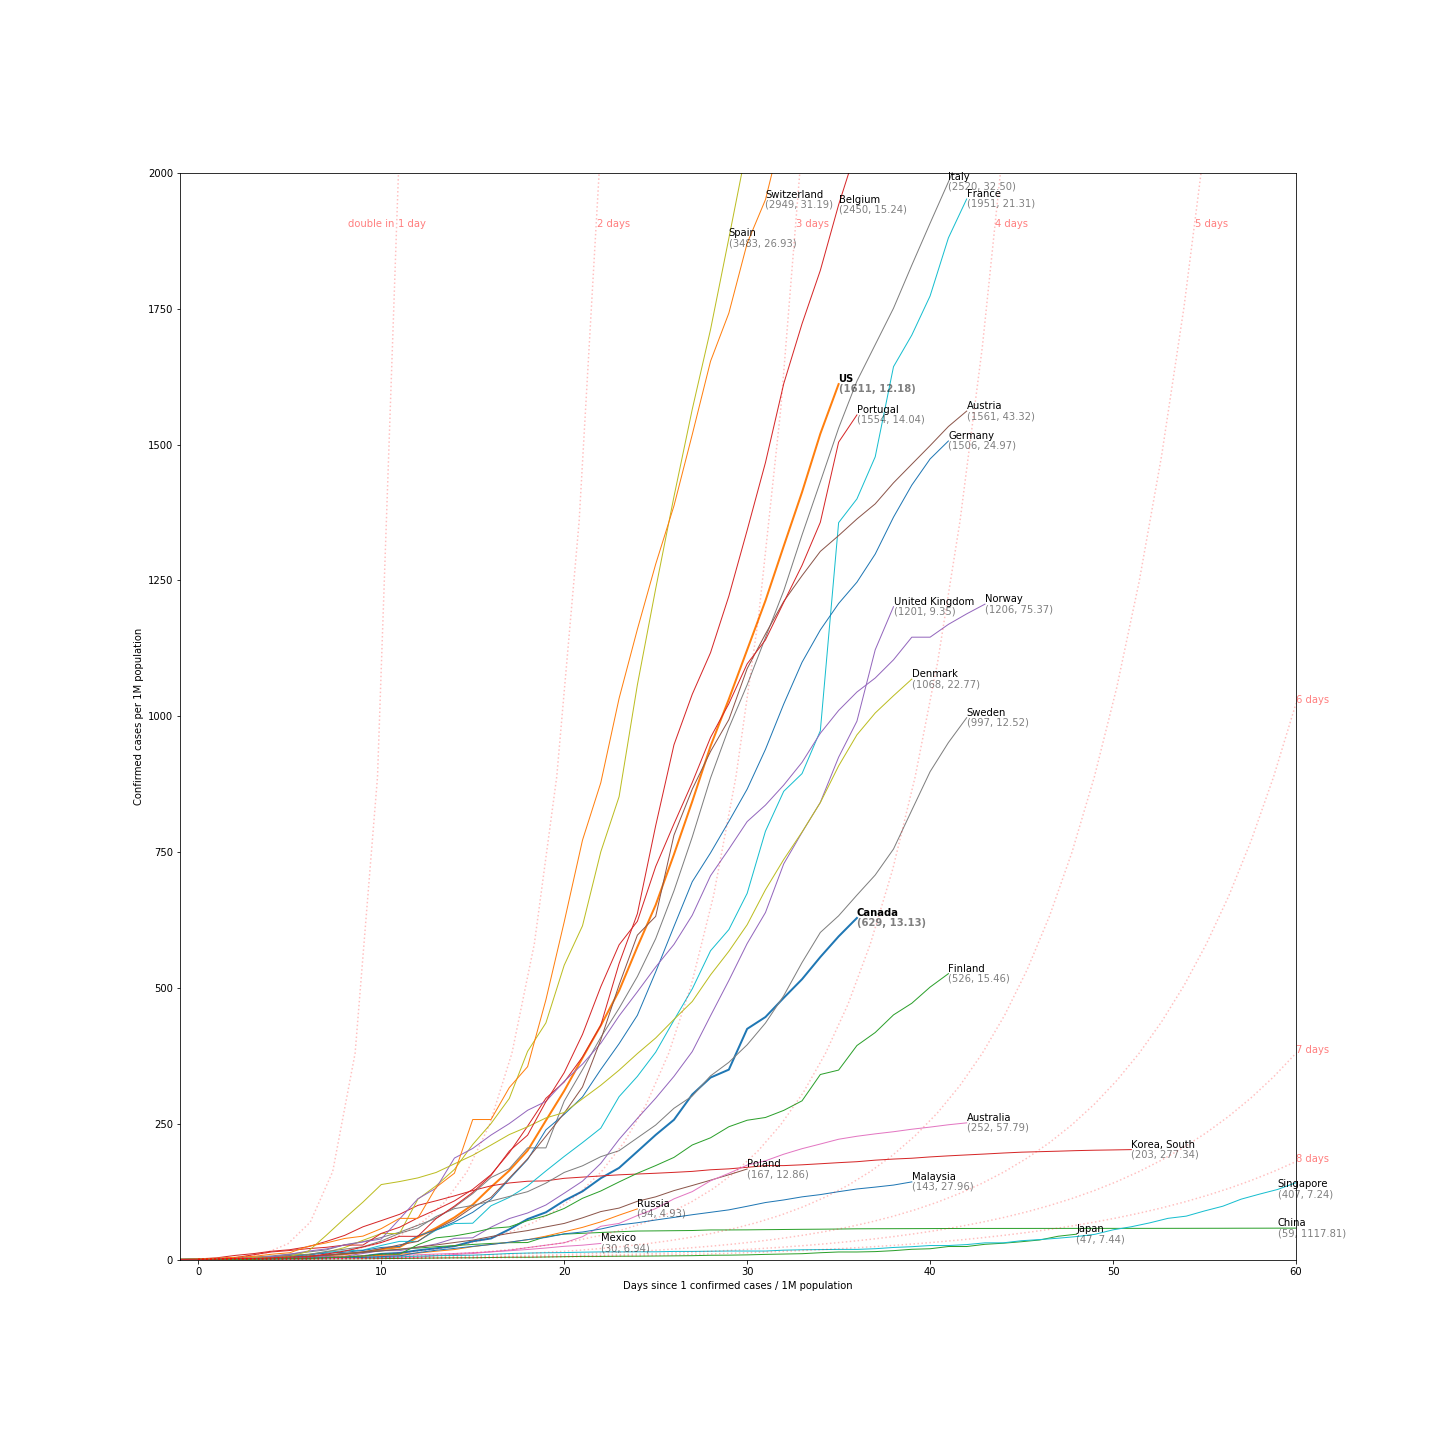 2000
1750
1500
1250
1000
750
500
250
0
Confirmed cases per 1M population
0
10
20
30
40
50
60
Days since 1 confirmed cases / 1M population
double in 1 day
2 days
3 days
4 days
5 days
6 days
7 days
8 days
Italy
(2520, 32.50)
France
(1951, 21.31)
Switzerland
(2949, 31.19)
Belgium
(2450, 15.24)
Spain
(3483, 26.93)
US
(1611, 12.18)
Portugal
(1554, 14.04)
Austria
(1561, 43.32)
Germany
(1506, 24.97)
United Kingdom
(1201, 9.35)
Norway
(1206, 75.37)
Denmark
(1068, 22.77)
Sweden
(997, 12.52)
Canada
(629, 13.13)
Finland
(526, 15.46)
Australia
(252, 57.79)
Korea, South
(203, 277.34)
Poland
(167, 12.86)
Malaysia
(143, 27.96)
Singapore
(407, 7.24)
Russia
(94, 4.93)
China
(59, 1117.81)
Japan
(47, 7.44)
Mexico
(30, 6.94)